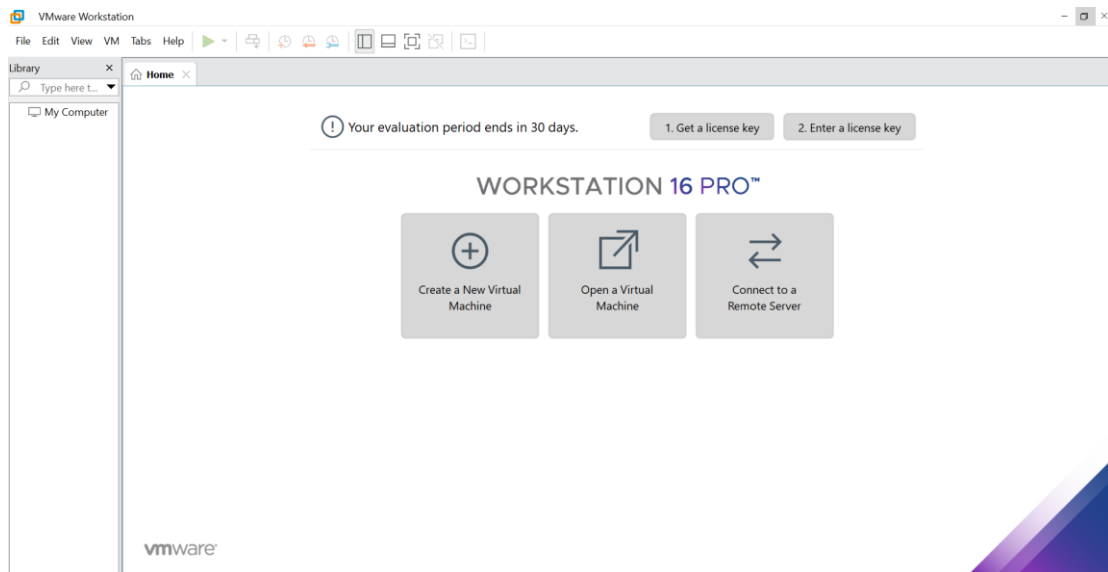 VMware Workstation
File Edit View VM Tabs Help
Library
Home
Type here t...
My Computer
Your evaluation period ends in 30 days.
1. Get a license key
2. Enter a license key
WORKSTATION 16 PRO™
Create a New Virtual
Machine
Open a Virtual
Machine
Connect to a
Remote Server
vmware